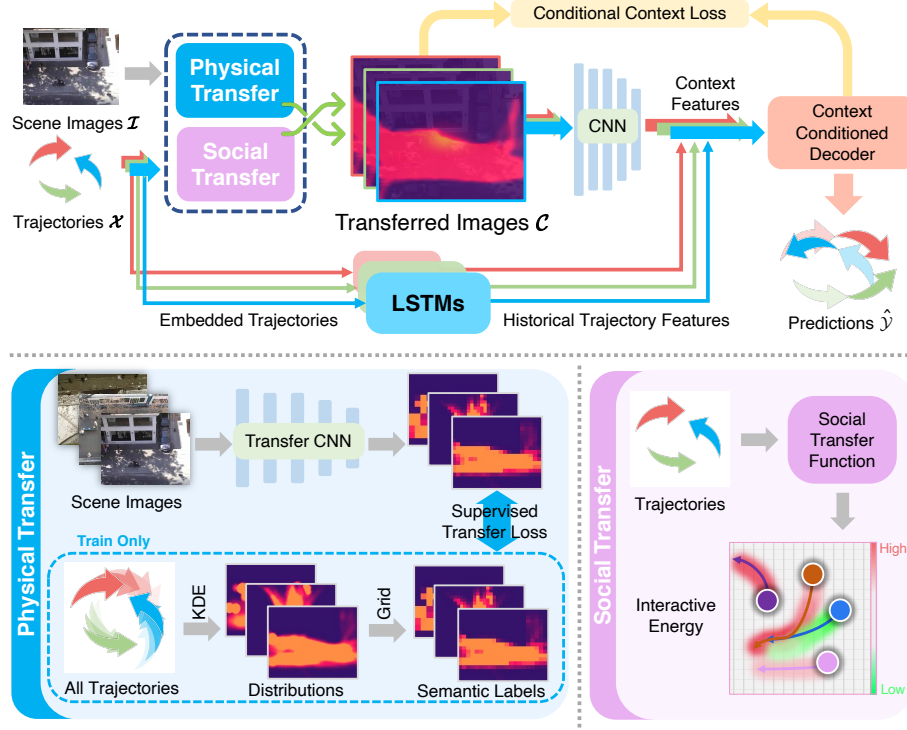 Conditional Context Loss
Physical
Transfer
Social
Transfer
Scene Images 𝓘
Trajectories 𝓧
Transferred Images 𝓒
CNN
Context
Features
Context
Conditioned
Decoder
LSTMs
Embedded Trajectories
Historical Trajectory Features
Predictions 𝒴̂
Physical Transfer
Scene Images
Transfer CNN
Supervised
Transfer Loss
Train Only
KDE
Grid
All Trajectories
Distributions
Semantic Labels
Social Transfer
Trajectories
Social
Transfer
Function
Interactive
Energy
High
Low